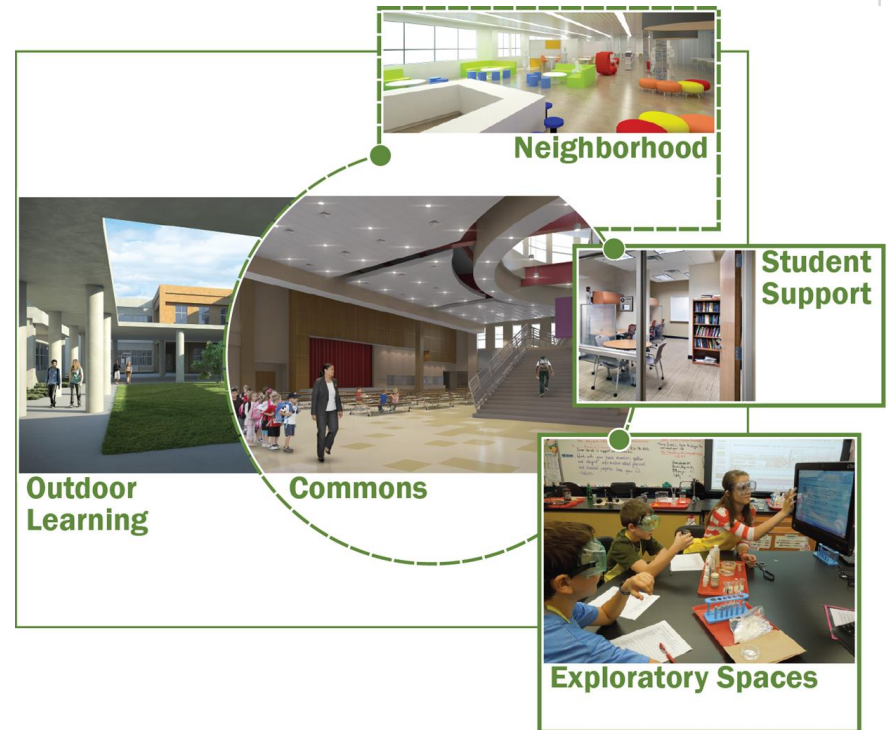 Neighborhood
Student
Support
Outdoor
Learning
Commons
Exploratory Spaces